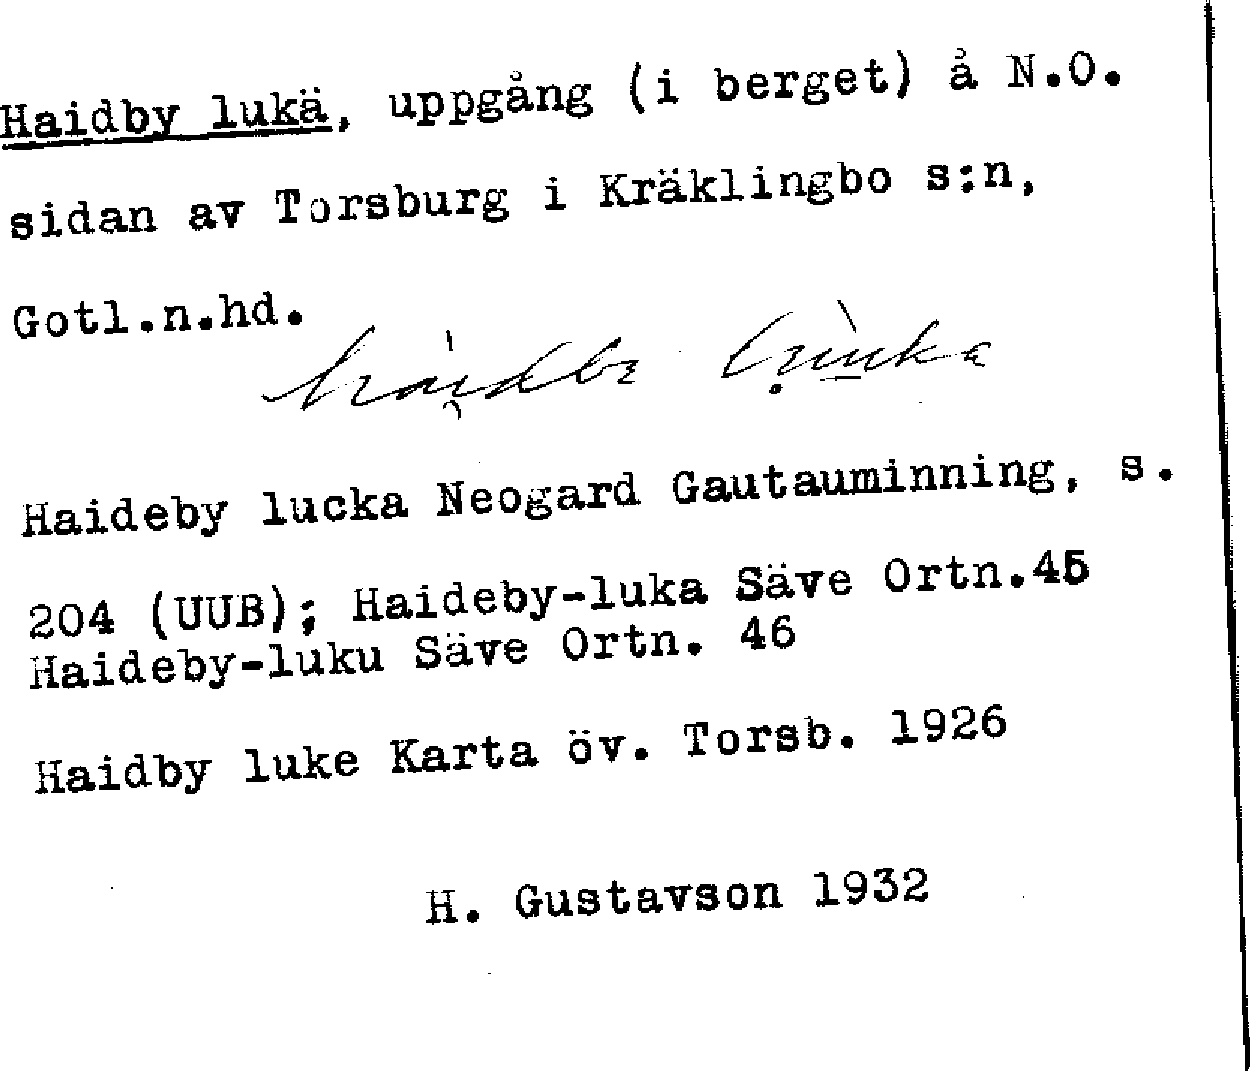 Haidby lukä, uppgång (i berget) å N.O.
sidan av Torsburg i Kräklingbo s:n,
Gotl.n.hd.
Haideby lucka Neogard Gautauminning, s.
204 (UUB); Haideby-luka Säve Ortn.45
Haideby-luku Säve Ortn. 46
Haidby luke Karta öv. Torsb. 1926
H. Gustavson 1932